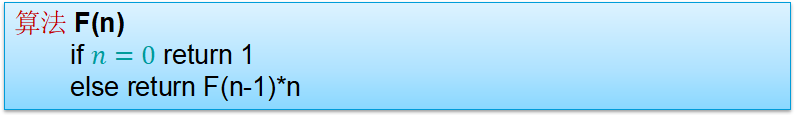 算法 F(n)
if n = 0 return 1
else return F(n-1)*n